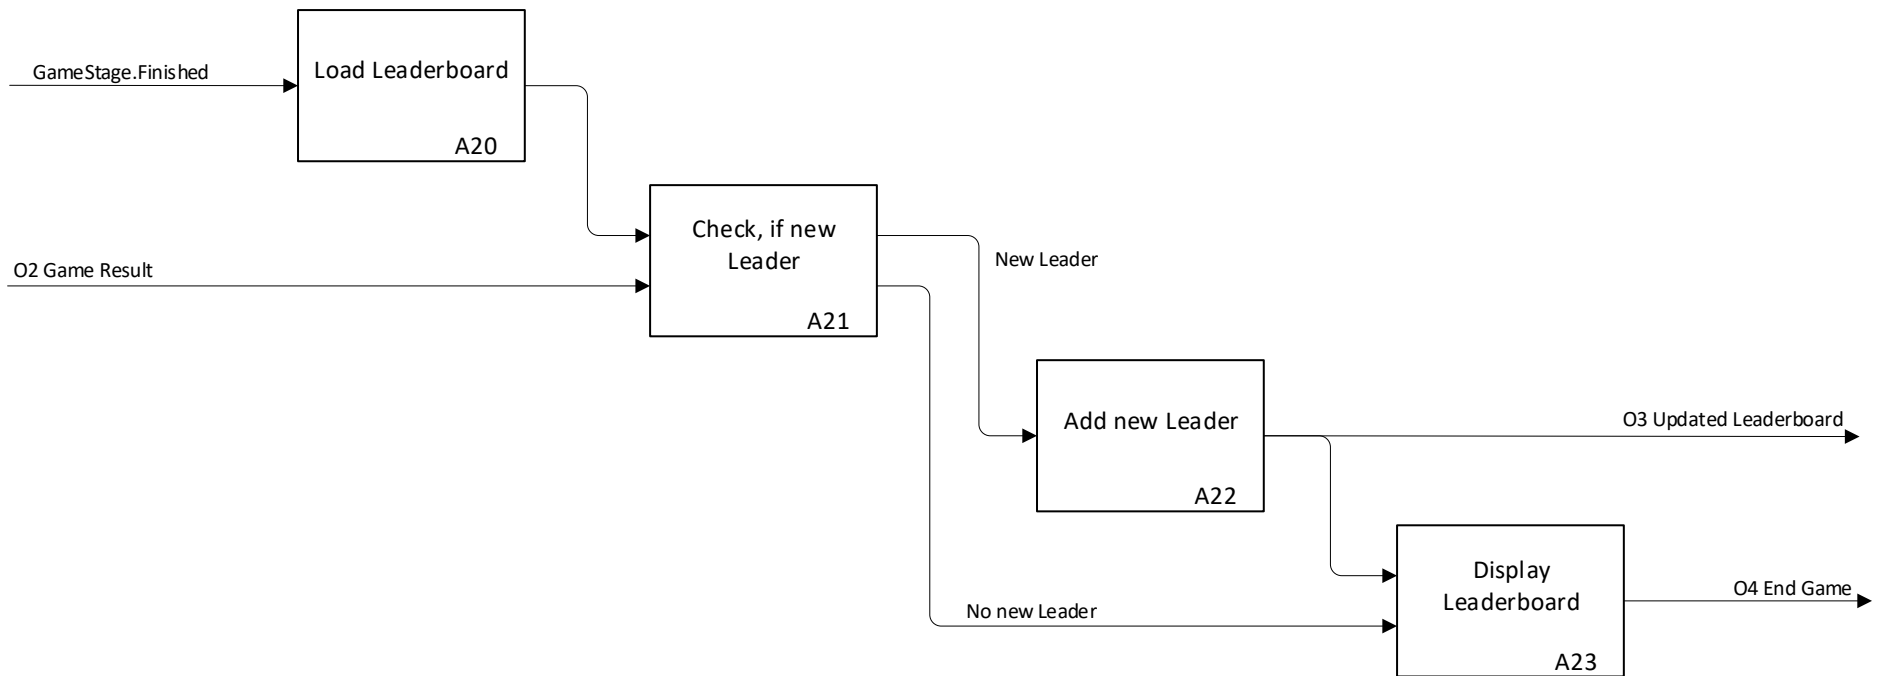 GameStage.Finished
Load Leaderboard
A20
O2 Game Result
Check, if new
Leader
A21
New Leader
Add new Leader
A22
O3 Updated Leaderboard
No new Leader
Display
Leaderboard
A23
O4 End Game